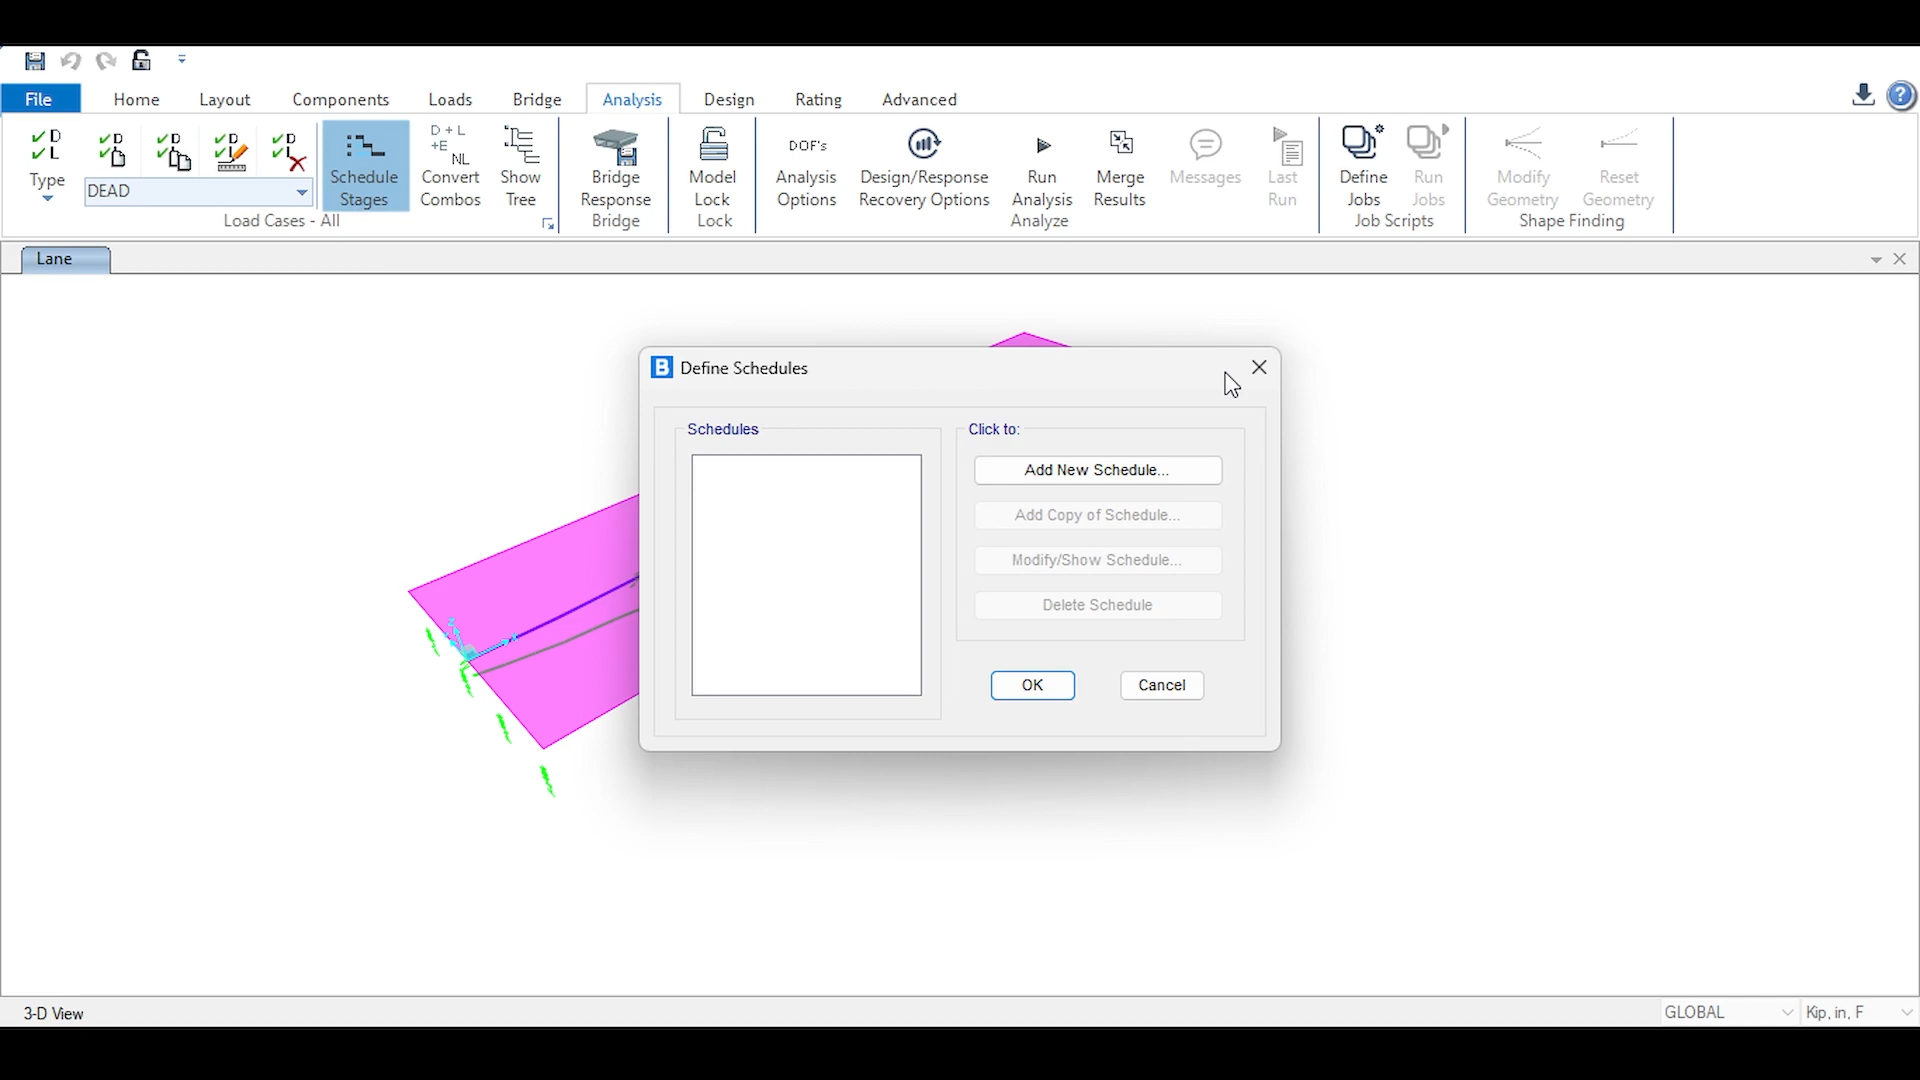 File
Home
Layout
Components
Loads
Bridge
Analysis
Design
Rating
Advanced
Type
DEAD
Schedule
Stages
D + L
+E
NL
Convert
Combos
Show
Tree
Load Cases - All
Bridge
Response
Bridge
Model
Lock
Lock
DOF's
Analysis
Options
Design/Response
Recovery Options
Run
Analysis
Merge
Results
Messages
Last
Run
Analyze
Define
Jobs
Run
Jobs
Job Scripts
Modify
Geometry
Reset
Geometry
Shape Finding
Lane
B Define Schedules
Schedules
Click to:
Add New Schedule...
Add Copy of Schedule...
Modify/Show Schedule...
Delete Schedule
OK
Cancel
3-D View
GLOBAL
Kip, in, F